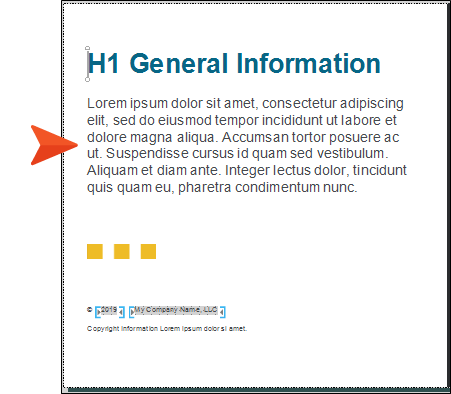 H1 General Information
Lorem ipsum dolor sit amet, consectetur adipiscing
elit, sed do eiusmod tempor incididunt ut labore et
dolore magna aliqua. Accumsan tortor posuere ac
ut. Suspendisse cursus id quam sed vestibulum.
Aliquam et diam ante. Integer lectus dolor, tincidunt
quis quam eu, pharetra condimentum nunc.
© 2019 My Company Name, LLC
Copyright information Lorem ipsum dolor si amet.